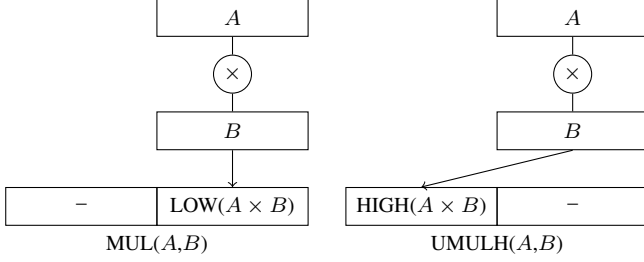 A A
× ×
B B
– LOW(A × B) HIGH(A × B) –
MUL(A,B) UMULH(A,B)